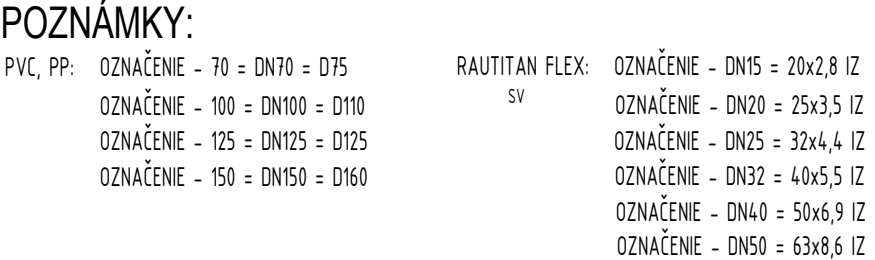 POZNÁMKY:
PVC, PP: OZNAČENIE - 70 = DN70 = D75
OZNAČENIE - 100 = DN100 = D110
OZNAČENIE - 125 = DN125 = D125
OZNAČENIE - 150 = DN150 = D160
RAUTITAN FLEX: OZNAČENIE - DN15 = 20x2,8 IZ
SV OZNAČENIE - DN20 = 25x3,5 IZ
OZNAČENIE - DN25 = 32x4,4 IZ
OZNAČENIE - DN32 = 40x5,5 IZ
OZNAČENIE - DN40 = 50x6,9 IZ
OZNAČENIE - DN50 = 63x8,6 IZ